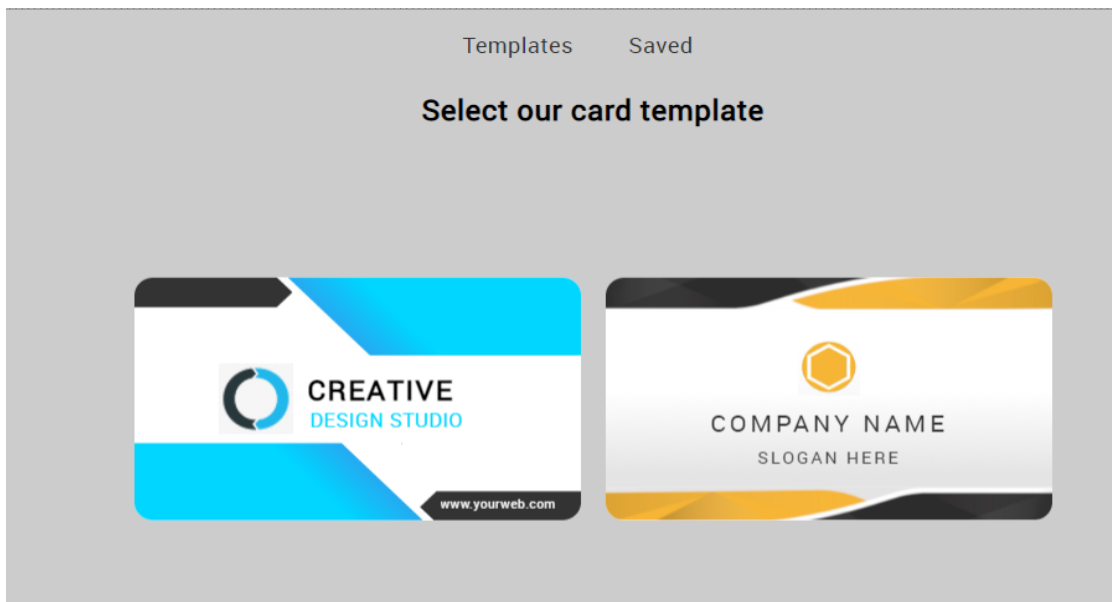 Templates Saved
Select our card template
CREATIVE
DESIGN STUDIO
www.yourweb.com
COMPANY NAME
SLOGAN HERE